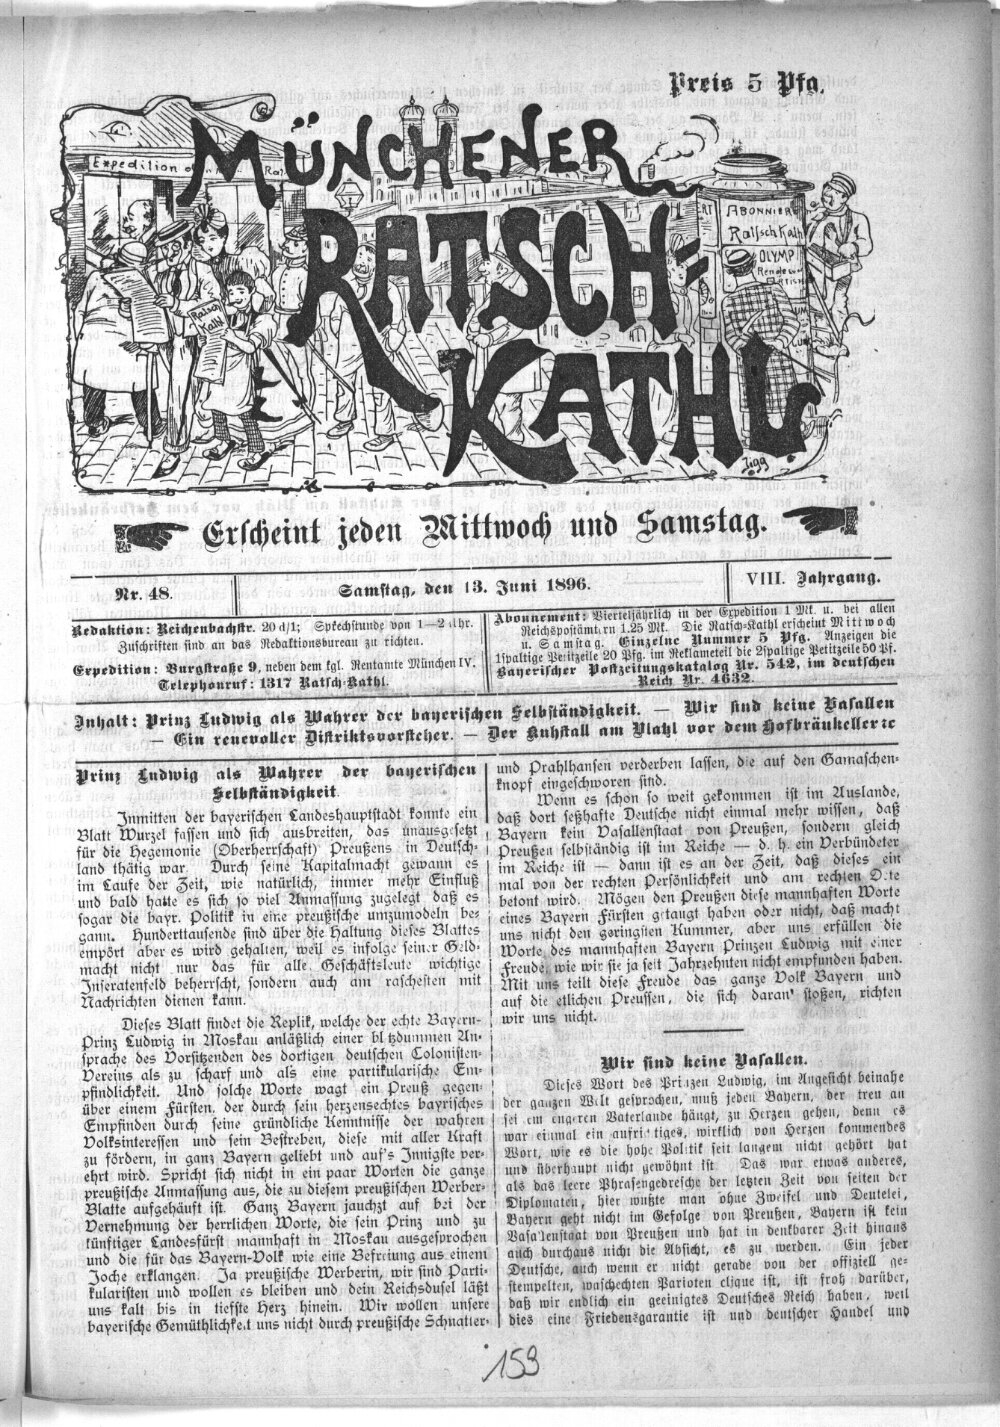 Preis 5 Pfg.
Expedition
MÜNCHENER
RATSCH-
KATHL
Ratsch
Kathl
ABONNIER
Ratsch Kathl
OLYMP
Erscheint jeden Mittwoch und Samstag.
Nr. 48.
Samstag, den 13. Juni 1896.
VIII. Jahrgang.
Redaktion: Reichenbachstr. 20 d/1; Sprechstunde von 1—2 Uhr.
Zuschriften sind an das Redaktionsbureau zu richten.
Expedition: Burgstraße 9, neben dem kgl. Rentamte München IV.
Telephonruf: 1317 Ratsch-Kathl.
Abonnement: Vierteljährlich in der Expedition 1 Mk. u. bei allen
Reichspostämtern 1.25 Mk. Die Ratsch-Kathl erscheint Mittwoch
u. Samstag. Einzelne Nummer 5 Pfg. Anzeigen die
1spaltige Petitzeile 20 Pfg. im Reklameteil die 2spaltige Petitzeile 50 Pf.
Bayerischer Postzeitungskatalog Nr. 542, im deutschen
Reich Nr. 4632.
Inhalt: Prinz Ludwig als Wahrer der bayerischen Selbständigkeit. — Wir sind keine Vasallen
— Ein reuevoller Distriktsvorsteher. — Der Kuhstall am Platzl vor dem Hofbräukeller ꝛc
Prinz Ludwig als Wahrer der bayerischen
Selbständigkeit.
Inmitten der bayerischen Landeshauptstadt konnte ein
Blatt Wurzel fassen und sich ausbreiten, das unausgesetzt
für die Hegemonie (Oberherrschaft) Preußens in Deutsch-
land thätig war. Durch seine Kapitalmacht gewann es
im Laufe der Zeit, wie natürlich, immer mehr Einfluß
und bald hatte es sich so viel Anmassung zugelegt daß es
sogar die bayr. Politik in eine preußische umzumodeln be
gann. Hunderttausende sind über die Haltung dieses Blattes
empört aber es wird gehalten, weil es infolge seiner Geld-
macht nicht nur das für alle Geschäftsleute wichtige
Inseratenfeld beherrscht, sondern auch am raschesten mit
Nachrichten dienen kann.
Dieses Blatt findet die Replik, welche der echte Bayern-
Prinz Ludwig in Moskau anläßlich einer blitzdummen An-
sprache des Vorsitzenden des dortigen deutschen Colonisten-
Vereins als zu scharf und als eine partikularische Em-
pfindlichkeit. Und solche Worte wagt ein Preuß gegen-
über einem Fürsten, der durch sein herzensechtes bayrisches
Empfinden durch seine gründliche Kenntnisse der wahren
Volksinteressen und sein Bestreben, diese mit aller Kraft
zu fördern, in ganz Bayern geliebt und auf's Innigste ver-
ehrt wird. Spricht sich nicht in ein paar Worten die ganze
preußische Anmassung aus, die zu diesem preußischen Werber-
Blatte aufgehäuft ist. Ganz Bayern jauchzt auf bei der
Vernehmung der herrlichen Worte, die sein Prinz und zu
künftiger Landesfürst mannhaft in Moskau ausgesprochen
und die für das Bayern-Volk wie eine Befreiung aus einem
Joche erklangen. Ja preußische Werberin, wir sind Parti-
kularisten und wollen es bleiben und dein Reichsdusel läßt
uns kalt bis in tiefste Herz hinein. Wir wollen unsere
bayerische Gemüthlichkeit uns nicht durch preußische Schnatter-
und Prahlhansen verderben lassen, die auf den Gamaschen-
knopf eingeschworen sind.
Wenn es schon so weit gekommen ist im Auslande,
daß dort seßhafte Deutsche nicht einmal mehr wissen, daß
Bayern kein Vasallenstaat von Preußen, sondern gleich
Preußen selbständig ist im Reiche — d. h. ein Verbündeter
im Reiche ist — dann ist es an der Zeit, daß dieses ein
mal von der rechten Persönlichkeit und am rechten Orte
betont wird. Mögen den Preußen diese mannhaften Worte
eines Bayern Fürsten getaugt haben oder nicht, daß macht
uns nicht den geringsten Kummer, aber uns erfüllen die
Worte des mannhaften Bayern Prinzen Ludwig mit einer
Freude, wie wir sie ja seit Jahrzehnten nicht empfunden haben.
Mit uns teilt diese Freude das ganze Volk Bayern und
auf die etlichen Preussen, die sich daran stoßen, richten
wir uns nicht.
Wir sind keine Vasallen.
Dieses Wort des Prinzen Ludwig, im Angesicht beinahe
der ganzen Welt gesprochen, muß jeden Bayern, der treu an
seinem engeren Vaterlande hängt, zu Herzen gehen, denn es
war einmal ein aufrichtiges, wirklich von Herzen kommendes
Wort, wie es die hohe Politik seit langem nicht gehört hat
und überhaupt nicht gewöhnt ist. Das war etwas anderes,
als das leere Phrasengedresche der letzten Zeit von seiten der
Diplomaten, hier wußte man ohne Zweifel und Deutelei,
Bayern geht nicht im Gefolge von Preußen, Bayern ist kein
Vasallenstaat von Preußen und hat in denkbarer Zeit hinaus
auch durchaus nicht die Absicht, es zu werden. Ein jeder
Deutsche, auch wenn er nicht gerade von der offiziell ge-
stempelten, waschechten Parioten clique ist, ist froh darüber,
daß wir endlich ein geeinigtes Deutsches Reich haben, weil
dies eine Friedensgarantie ist und deutscher Handel und
153